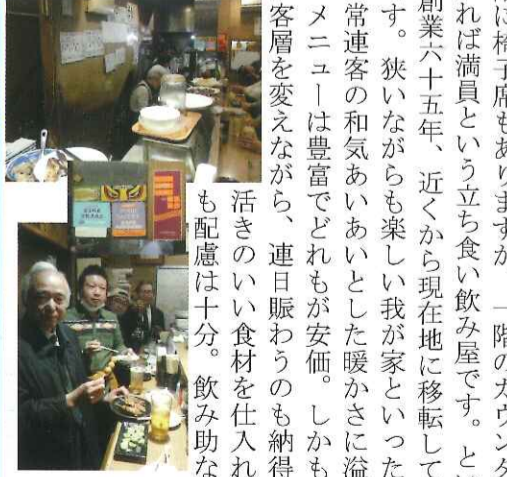 に椅子席もありますが、一階のカウンタ
れば満員という立ち食い飲み屋です。と
創業六十五年、近くから現在地に移転して
す。狭いながらも楽しい我が家といった
常連客の和気あいあいとした暖かさに溢
メニューは豊富でどれもが安価。しかも
客層を変えながら、連日賑わうのも納得
活きのいい食材を仕入れ
も配慮は十分。飲み助な